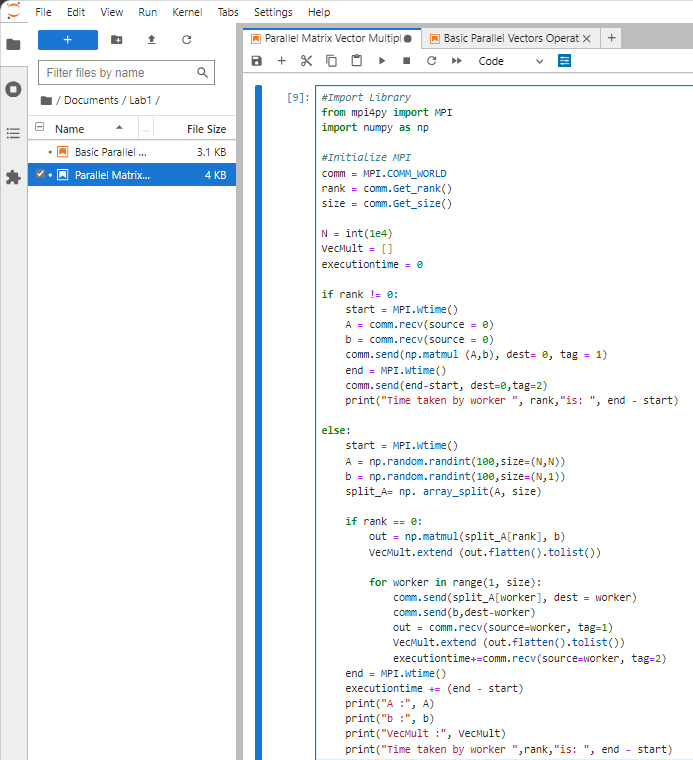 File Edit View Run Kernel Tabs Settings Help
+
Filter files by name
/ Documents / Lab1 /
Name ... File Size
Basic Parallel ... 3.1 KB
Parallel Matrix... 4 KB
Parallel Matrix Vector Multipl
Basic Parallel Vectors Operat × +
Code
[9]:
#Import Library
from mpi4py import MPI
import numpy as np
#Initialize MPI
comm = MPI.COMM_WORLD
rank = comm.Get_rank()
size = comm.Get_size()
N = int(1e4)
VecMult = []
executiontime = 0
if rank != 0:
    start = MPI.Wtime()
    A = comm.recv(source = 0)
    b = comm.recv(source = 0)
    comm.send(np.matmul (A,b), dest= 0, tag = 1)
    end = MPI.Wtime()
    comm.send(end-start, dest=0,tag=2)
    print("Time taken by worker ", rank,"is: ", end - start)
else:
    start = MPI.Wtime()
    A = np.random.randint(100,size=(N,N))
    b = np.random.randint(100,size=(N,1))
    split_A= np. array_split(A, size)
    if rank == 0:
        out = np.matmul(split_A[rank], b)
        VecMult.extend (out.flatten().tolist())
        for worker in range(1, size):
            comm.send(split_A[worker], dest = worker)
            comm.send(b,dest-worker)
            out = comm.recv(source=worker, tag=1)
            VecMult.extend (out.flatten().tolist())
            executiontime+=comm.recv(source=worker, tag=2)
    end = MPI.Wtime()
    executiontime += (end - start)
    print("A :", A)
    print("b :", b)
    print("VecMult :", VecMult)
    print("Time taken by worker ",rank,"is: ", end - start)